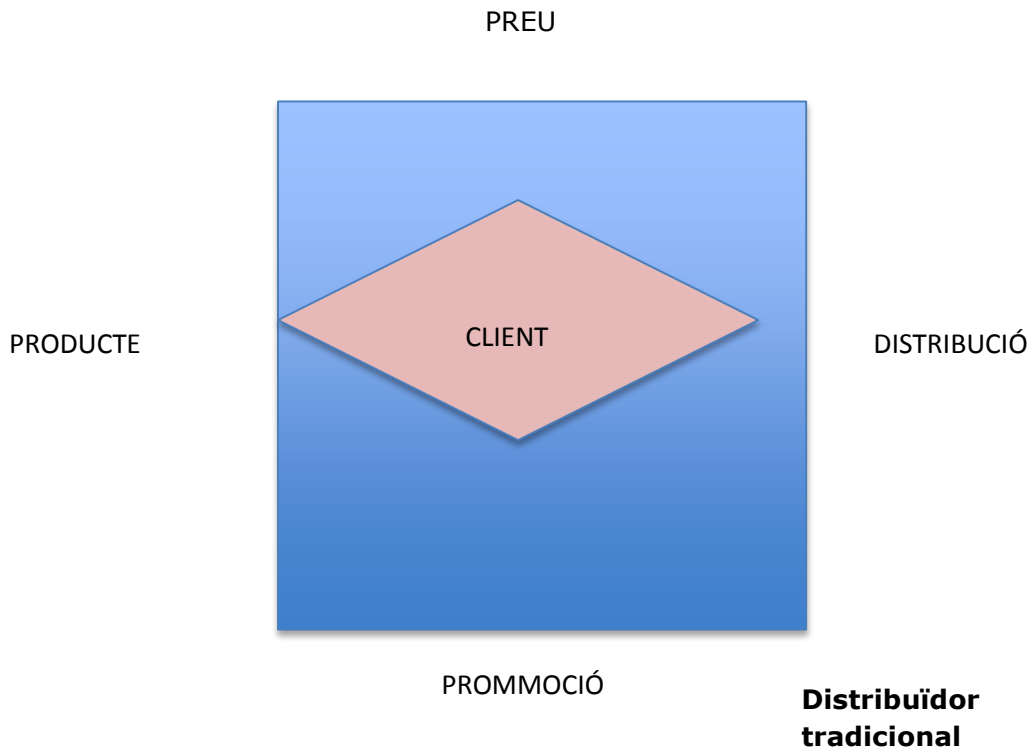 PREU
PRODUCTE
CLIENT
DISTRIBUCIÓ
PROMMOCIÓ
Distribuïdor
tradicional